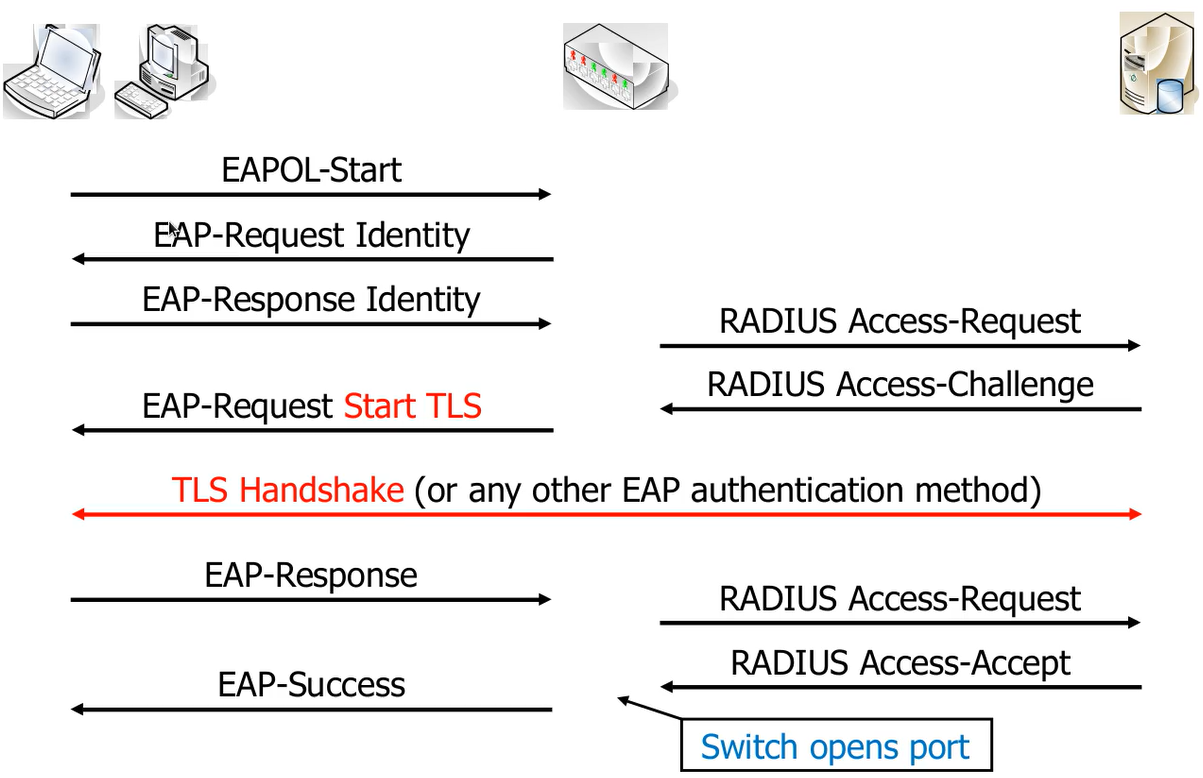 EAPOL-Start
EAP-Request Identity
EAP-Response Identity
RADIUS Access-Request
RADIUS Access-Challenge
EAP-Request Start TLS
TLS Handshake (or any other EAP authentication method)
EAP-Response
RADIUS Access-Request
RADIUS Access-Accept
EAP-Success
Switch opens port